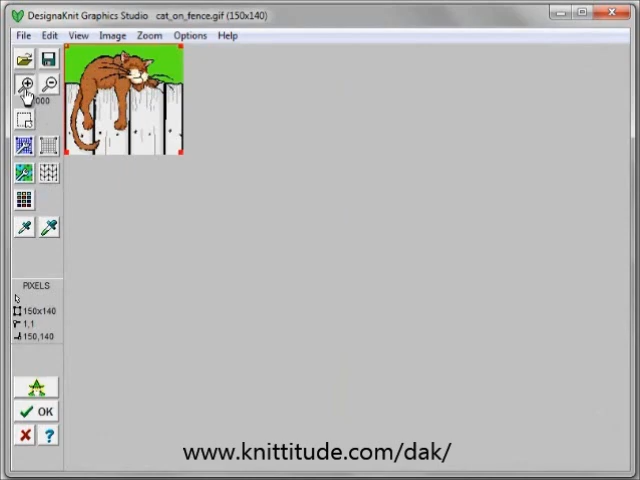 DesignaKnit Graphics Studio cat_on_fence.gif (150x140)
File Edit View Image Zoom Options Help
000
PIXELS
150x140
1,1
150,140
OK
?
www.knittitude.com/dak/